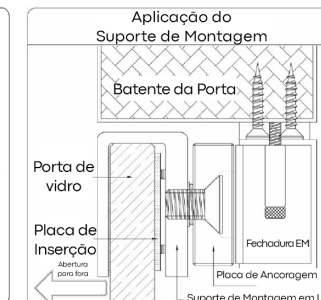 Aplicação do
Suporte de Montagem
Batente da Porta
Porta de
vidro
Placa de
Inserção
Abertura
para fora
Fechadura EM
Placa de Ancoragem
Suporte de Montagem em U